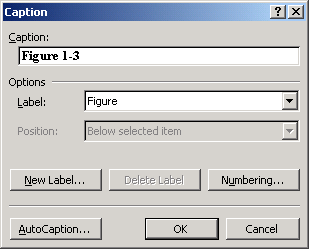 Caption
Caption:
Figure 1-3
Options
Label: Figure
Position: Below selected item
New Label... Delete Label Numbering...
AutoCaption... OK Cancel